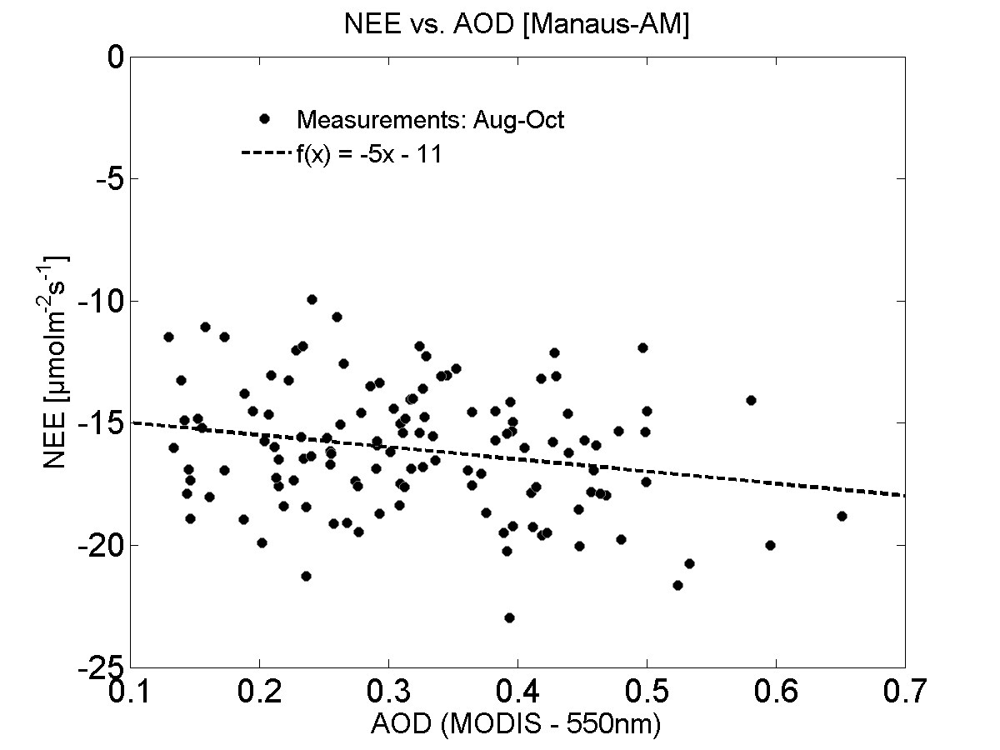 NEE vs. AOD [Manaus-AM]
0
Measurements: Aug-Oct
f(x) = -5x - 11
-5
-10
-15
-20
-25
NEE [µmolm-2s-1]
0.1 0.2 0.3 0.4 0.5 0.6 0.7
AOD (MODIS - 550nm)